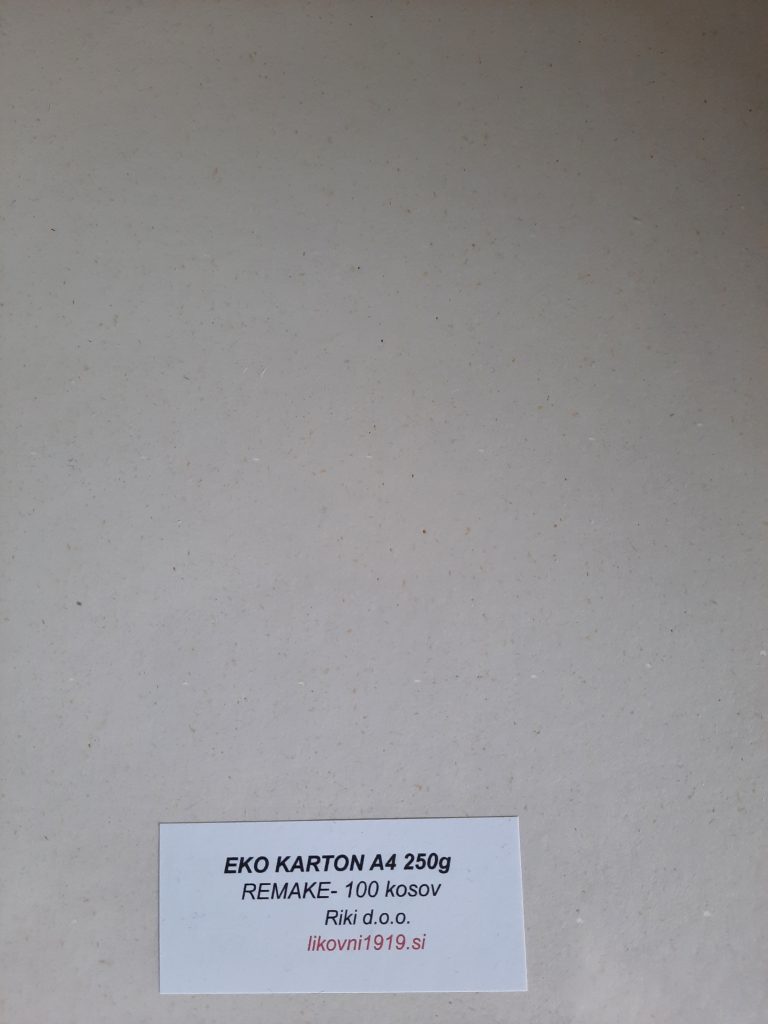 EKO KARTON A4 250g
REMAKE- 100 kosov
Riki d.o.o.
likovni1919.si